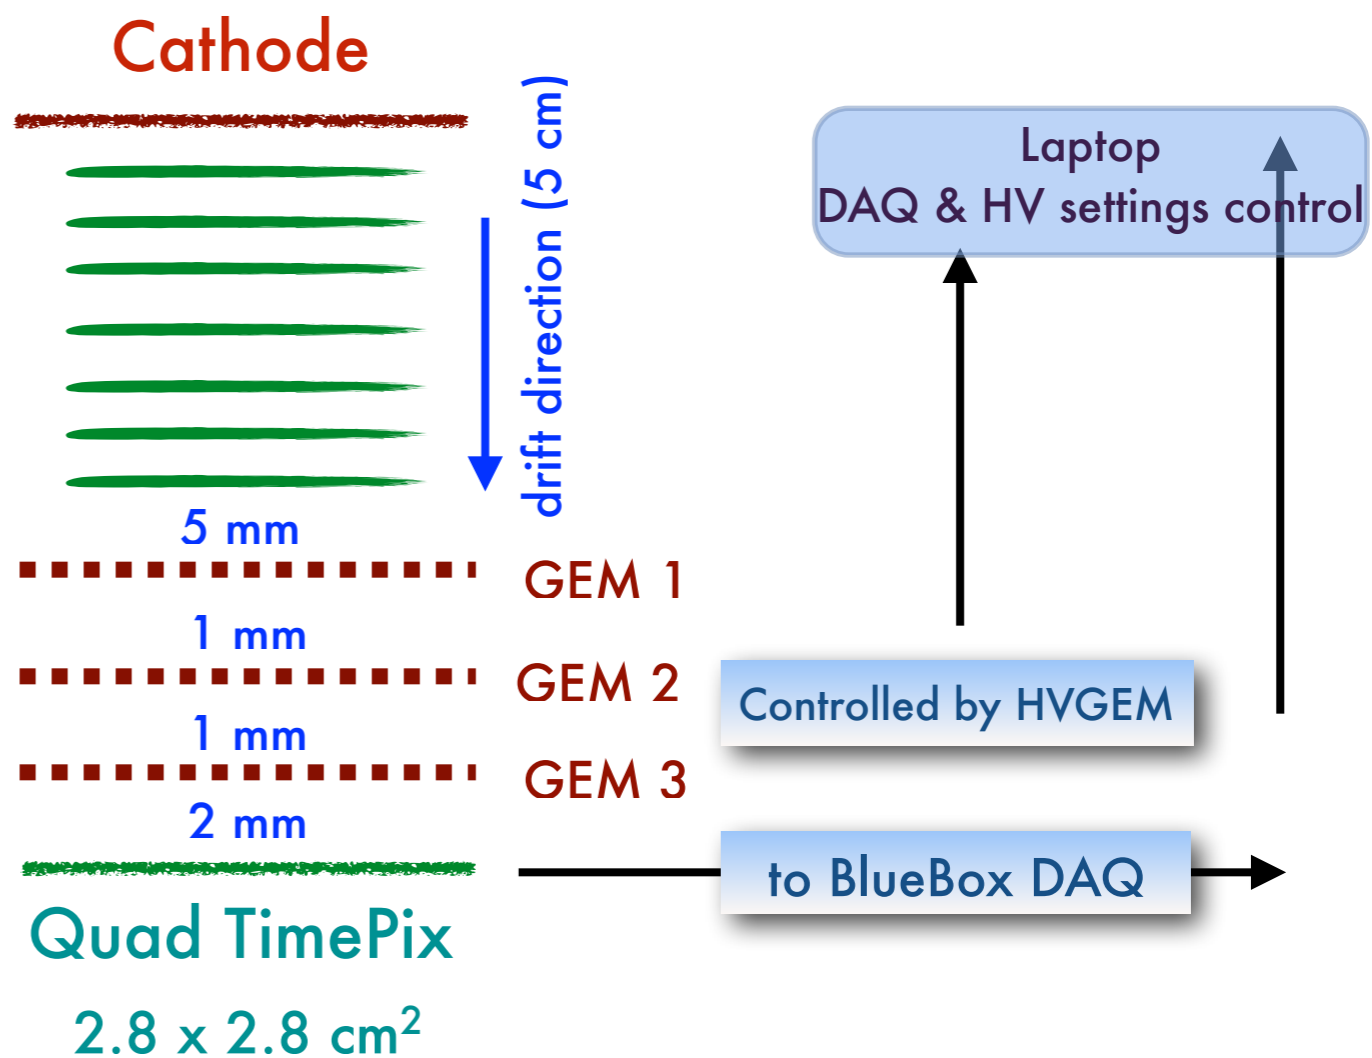 Cathode
drift direction (5 cm)
Laptop
DAQ & HV settings control
5 mm
GEM 1
1 mm
GEM 2
Controlled by HVGEM
1 mm
GEM 3
2 mm
to BlueBox DAQ
Quad TimePix
2.8 x 2.8 cm²